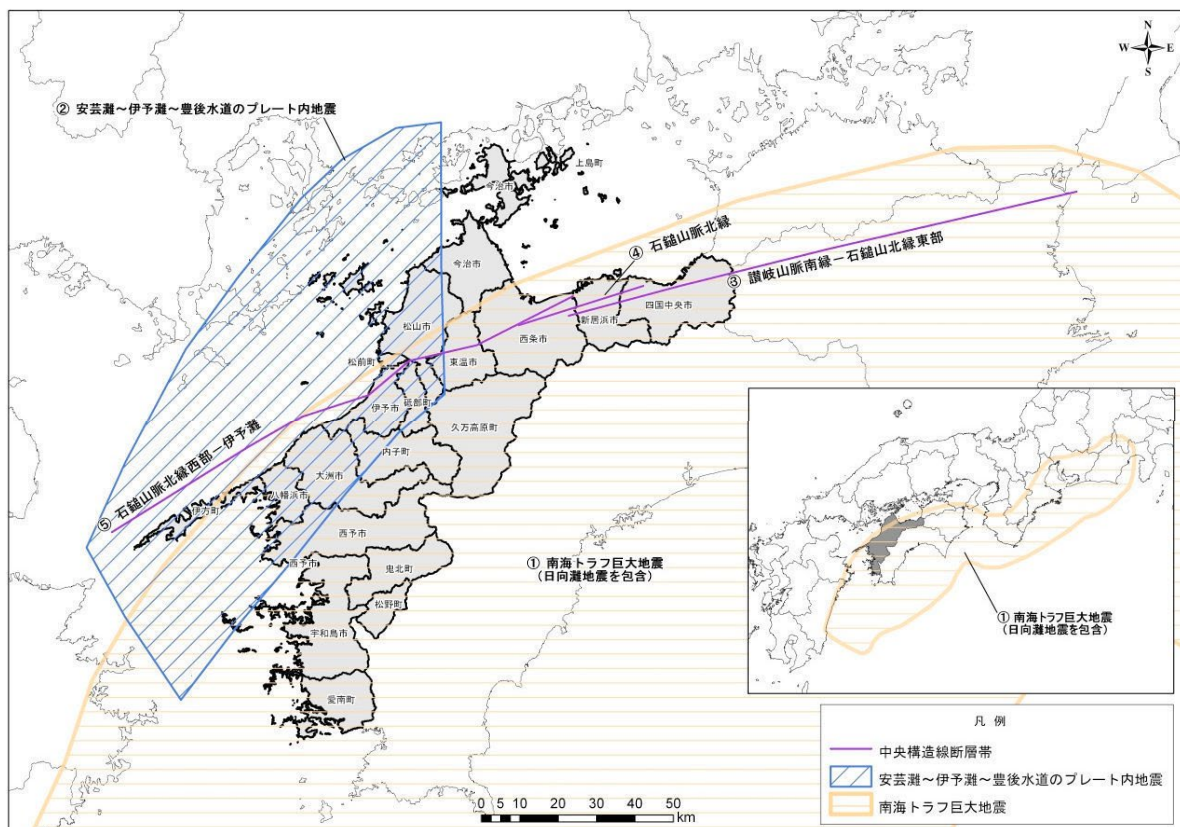 N
W
E
S
② 安芸灘～伊予灘～豊後水道のプレート内地震
上島町
今治市
今治市
④ 石鎚山脈北縁
③ 讃岐山脈南縁－石鎚山北縁東部
四国中央市
新居浜市
西条市
松山市
東温市
松前町
砥部町
伊予市
久万高原町
内子町
大洲市
八幡浜市
伊方町
⑤ 石鎚山脈北縁西部－伊予灘
西予市
西予市
鬼北町
松野町
宇和島市
愛南町
① 南海トラフ巨大地震
（日向灘地震を包含）
① 南海トラフ巨大地震
（日向灘地震を包含）
凡 例
中央構造線断層帯
安芸灘～伊予灘～豊後水道のプレート内地震
南海トラフ巨大地震
0 5 10 20 30 40 50
km